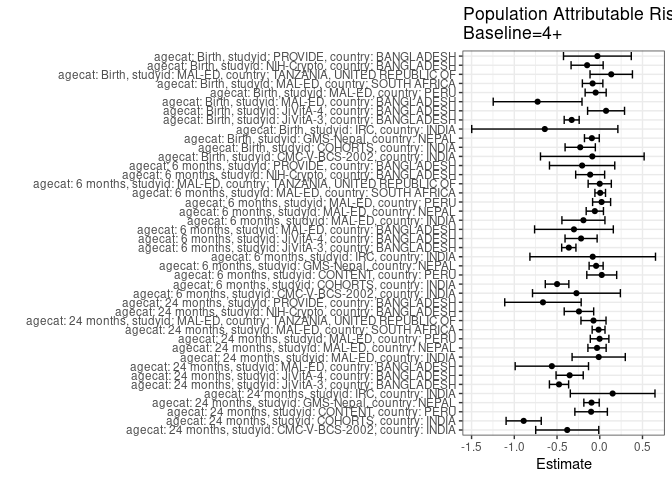 Population Attributable Ris
Baseline=4+
agecat: Birth, studyid: PROVIDE, country: BANGLADESH
agecat: Birth, studyid: NIH-Crypto, country: BANGLADESH
agecat: Birth, studyid: MAL-ED, country: TANZANIA, UNITED REPUBLIC OF
agecat: Birth, studyid: MAL-ED, country: SOUTH AFRICA
agecat: Birth, studyid: MAL-ED, country: PERU
agecat: Birth, studyid: MAL-ED, country: BANGLADESH
agecat: Birth, studyid: JiVitA-4, country: BANGLADESH
agecat: Birth, studyid: JiVitA-3, country: BANGLADESH
agecat: Birth, studyid: IRC, country: INDIA
agecat: Birth, studyid: GMS-Nepal, country: NEPAL
agecat: Birth, studyid: COHORTS, country: INDIA
agecat: Birth, studyid: CMC-V-BCS-2002, country: INDIA
agecat: 6 months, studyid: PROVIDE, country: BANGLADESH
agecat: 6 months, studyid: NIH-Crypto, country: BANGLADESH
agecat: 6 months, studyid: MAL-ED, country: TANZANIA, UNITED REPUBLIC OF
agecat: 6 months, studyid: MAL-ED, country: SOUTH AFRICA
agecat: 6 months, studyid: MAL-ED, country: PERU
agecat: 6 months, studyid: MAL-ED, country: NEPAL
agecat: 6 months, studyid: MAL-ED, country: INDIA
agecat: 6 months, studyid: MAL-ED, country: BANGLADESH
agecat: 6 months, studyid: JiVitA-4, country: BANGLADESH
agecat: 6 months, studyid: JiVitA-3, country: BANGLADESH
agecat: 6 months, studyid: IRC, country: INDIA
agecat: 6 months, studyid: GMS-Nepal, country: NEPAL
agecat: 6 months, studyid: CONTENT, country: PERU
agecat: 6 months, studyid: COHORTS, country: INDIA
agecat: 6 months, studyid: CMC-V-BCS-2002, country: INDIA
agecat: 24 months, studyid: PROVIDE, country: BANGLADESH
agecat: 24 months, studyid: NIH-Crypto, country: BANGLADESH
agecat: 24 months, studyid: MAL-ED, country: TANZANIA, UNITED REPUBLIC OF
agecat: 24 months, studyid: MAL-ED, country: SOUTH AFRICA
agecat: 24 months, studyid: MAL-ED, country: PERU
agecat: 24 months, studyid: MAL-ED, country: NEPAL
agecat: 24 months, studyid: MAL-ED, country: INDIA
agecat: 24 months, studyid: MAL-ED, country: BANGLADESH
agecat: 24 months, studyid: JiVitA-4, country: BANGLADESH
agecat: 24 months, studyid: JiVitA-3, country: BANGLADESH
agecat: 24 months, studyid: IRC, country: INDIA
agecat: 24 months, studyid: GMS-Nepal, country: NEPAL
agecat: 24 months, studyid: CONTENT, country: PERU
agecat: 24 months, studyid: COHORTS, country: INDIA
agecat: 24 months, studyid: CMC-V-BCS-2002, country: INDIA
-1.5 -1.0 -0.5 0.0 0.5
Estimate